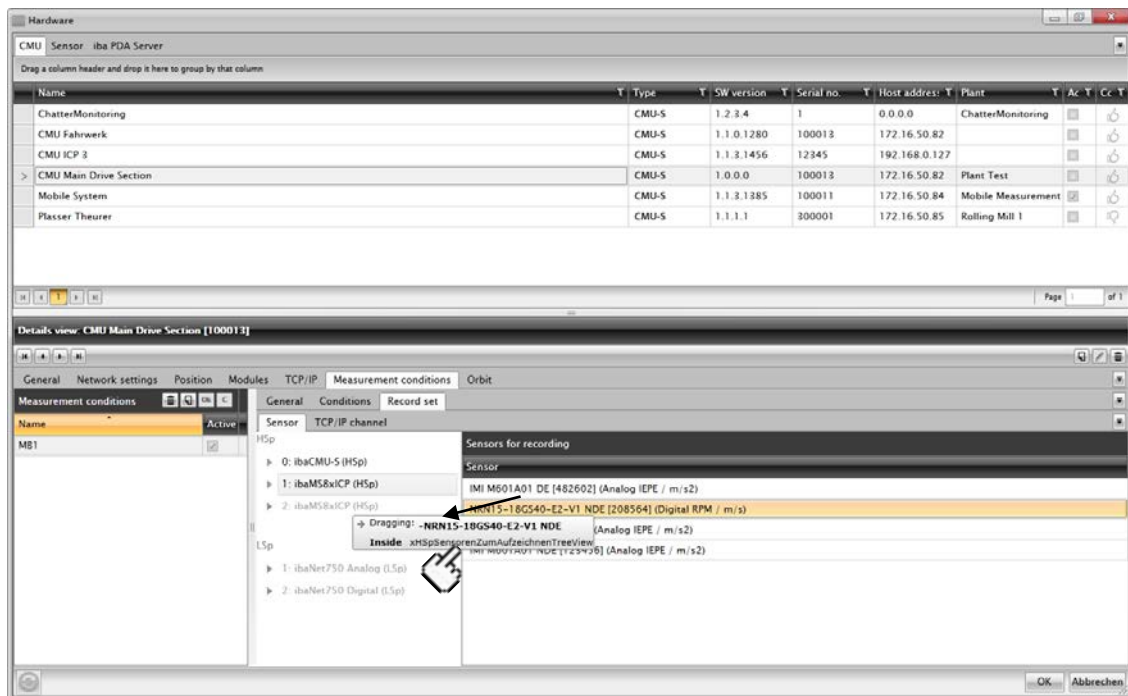 Hardware
CMU Sensor iba PDA Server
Drag a column header and drop it here to group by that column
Name Type SW version Serial no. Host addres: Plant Ac Cc
ChatterMonitoring CMU-S 1.2.3.4 1 0.0.0.0 ChatterMonitoring
CMU Fahrwerk CMU-S 1.1.0.1280 100013 172.16.50.82
CMU ICP 3 CMU-S 1.1.3.1456 12345 192.168.0.127
> CMU Main Drive Section CMU-S 1.0.0.0 100013 172.16.50.82 Plant Test
Mobile System CMU-S 1.1.3.1385 100011 172.16.50.84 Mobile Measurement
Plasser Theurer CMU-S 1.1.1.1 300001 172.16.50.85 Rolling Mill 1
1 Page 1 of 1
Details view: CMU Main Drive Section [100013]
General Network settings Position Modules TCP/IP Measurement conditions Orbit
Measurement conditions General Conditions Record set
Name Active Sensor TCP/IP channel
MB1 HSp Sensors for recording
0: ibaCMU-S (HSp) Sensor
1: ibaMS8xICP (HSp) IMI M601A01 DE [482602] (Analog IEPE / m/s2)
2: ibaMS8xICP (HSp) NRN15-18GS40-E2-V1 NDE [208564] (Digital RPM / m/s)
Dragging: -NRN15-18GS40-E2-V1 NDE (Analog IEPE / m/s2)
Inside xHSpSensorenZumAufzeichnenTreeView
LSp IMI M601A01 NDE (Analog IEPE / m/s2)
1: ibaNet750 Analog (LSp)
2: ibaNet750 Digital (LSp)
OK Abbrechen